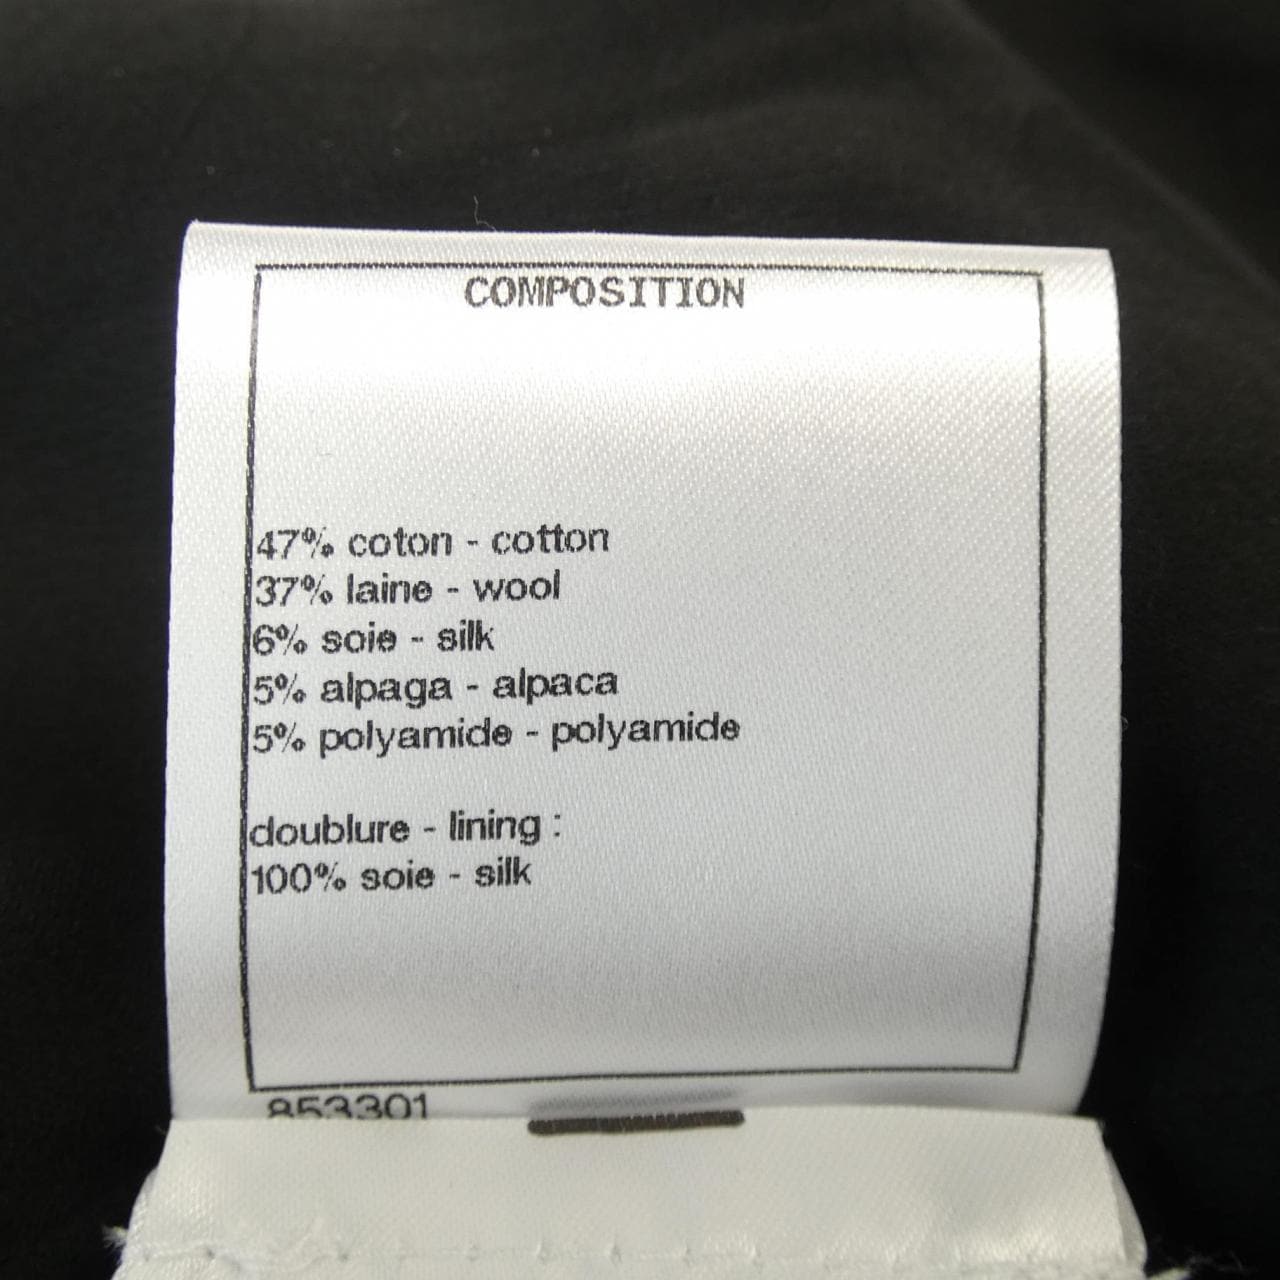 COMPOSITION
47% coton - cotton
37% laine - wool
6% soie - silk
5% alpaga - alpaca
5% polyamide - polyamide
doublure - lining :
100% soie - silk
853301